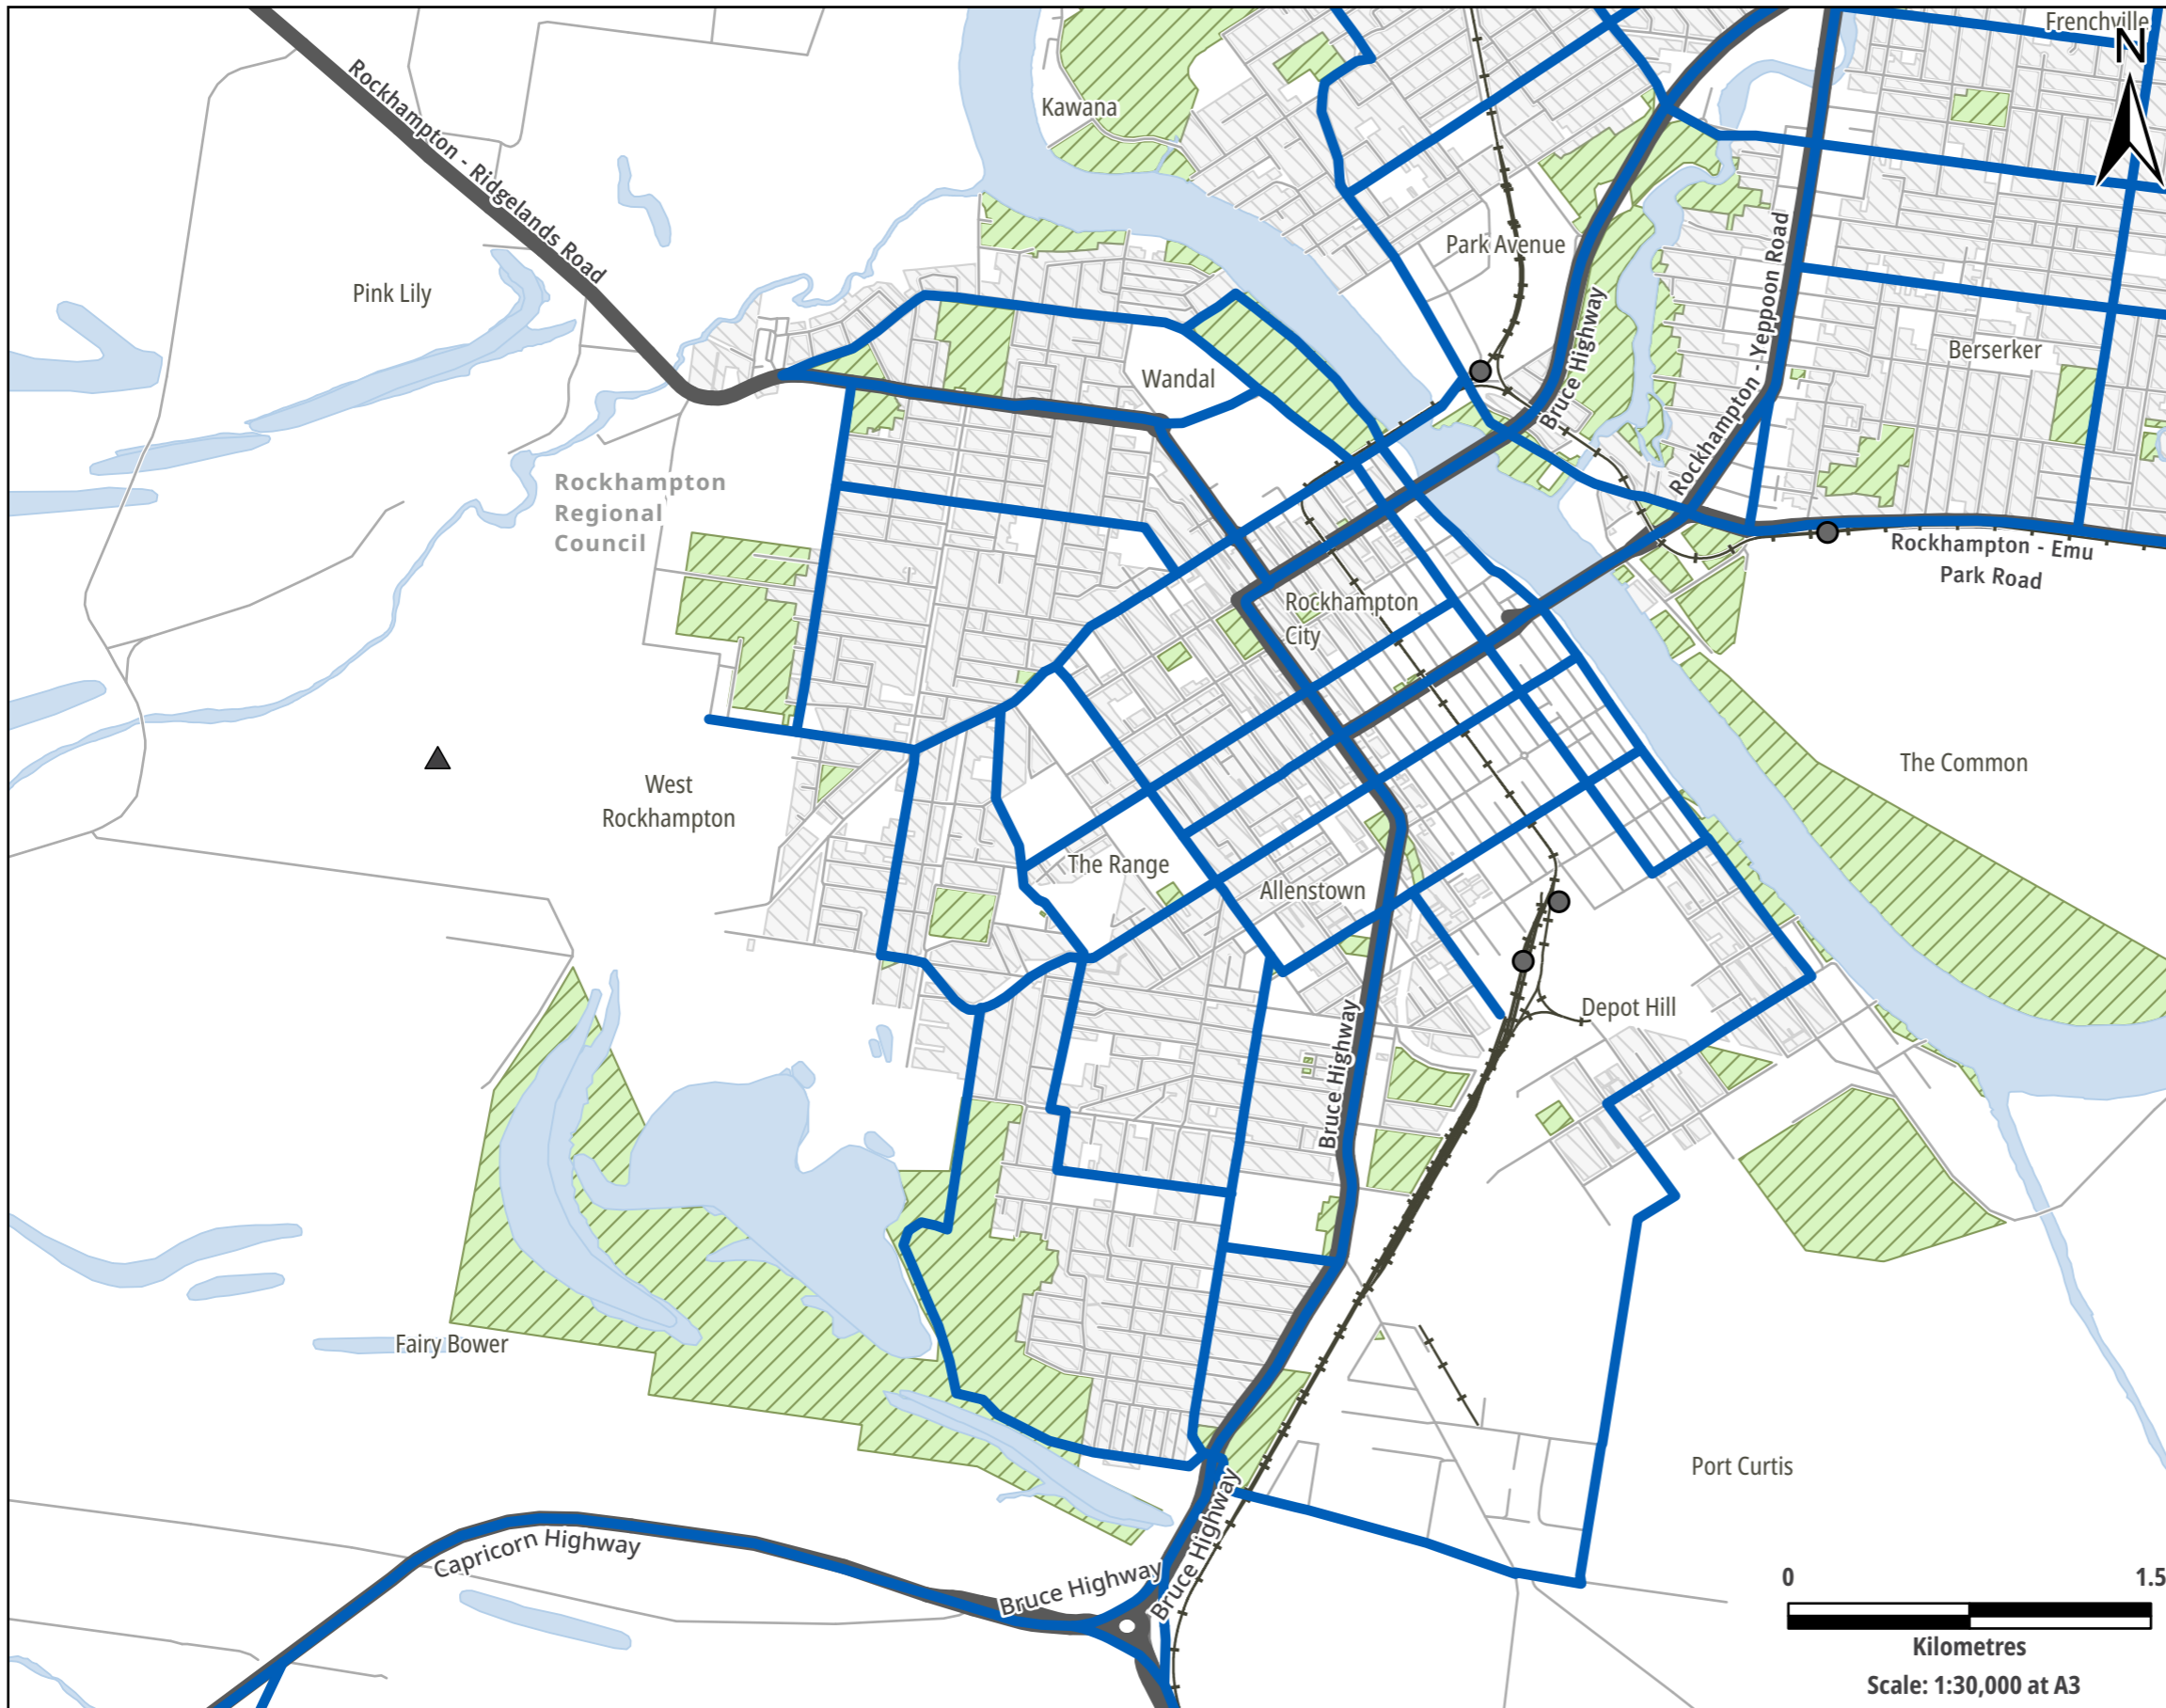 Frenchville
N
Kawana
Rockhampton - Ridgelands Road
Park Avenue
Pink Lily
Bruce Highway
Rockhampton -Yeppoon Road
Berserker
Wandal
Rockhampton
Regional
Council
Rockhampton - Emu
Park Road
Rockhampton
City
The Common
West
Rockhampton
The Range
Allenstown
Depot Hill
Bruce Highway
Fairy Bower
Port Curtis
Capricorn Highway
Bruce Highway
Bruce Highway
0 1.5
Kilometres
Scale: 1:30,000 at A3